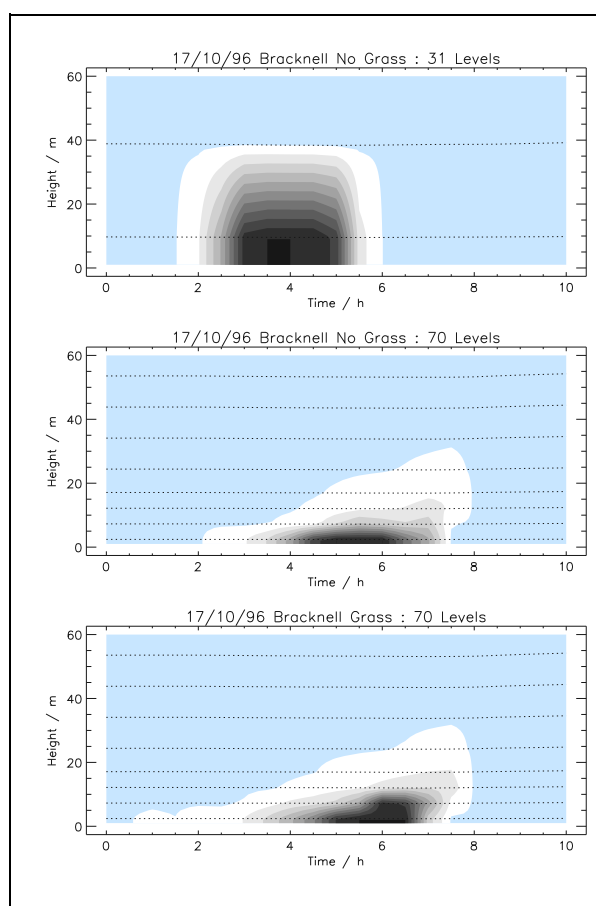 17/10/96 Bracknell No Grass : 31 Levels
60
40
20
0
Height / m
0 2 4 6 8 10
Time / h
17/10/96 Bracknell No Grass : 70 Levels
60
40
20
0
Height / m
0 2 4 6 8 10
Time / h
17/10/96 Bracknell Grass : 70 Levels
60
40
20
0
Height / m
0 2 4 6 8 10
Time / h